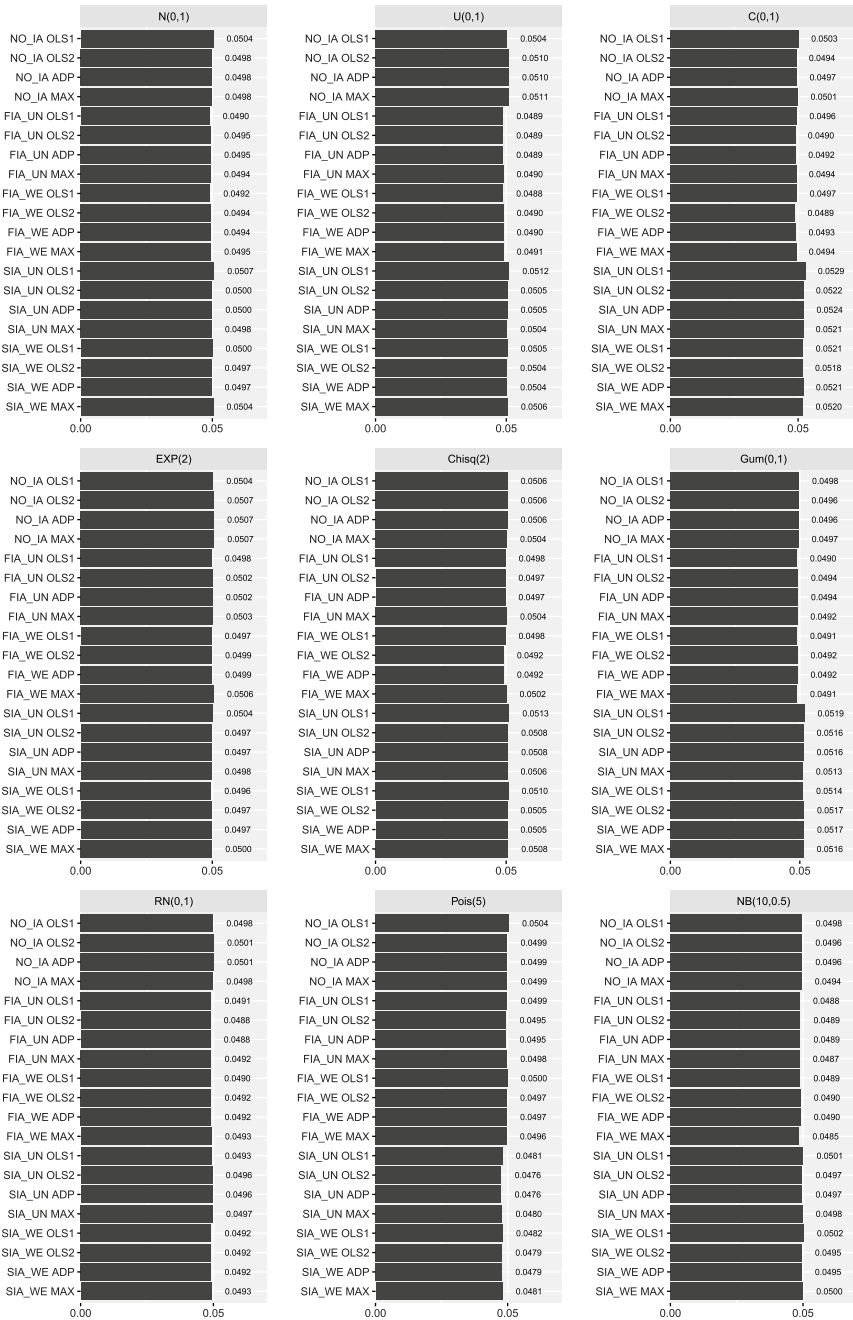 N(0,1)
NO_IA OLS1 0.0504
NO_IA OLS2 0.0498
NO_IA ADP 0.0498
NO_IA MAX 0.0498
FIA_UN OLS1 0.0490
FIA_UN OLS2 0.0495
FIA_UN ADP 0.0495
FIA_UN MAX 0.0494
FIA_WE OLS1 0.0492
FIA_WE OLS2 0.0494
FIA_WE ADP 0.0494
FIA_WE MAX 0.0495
SIA_UN OLS1 0.0507
SIA_UN OLS2 0.0500
SIA_UN ADP 0.0500
SIA_UN MAX 0.0498
SIA_WE OLS1 0.0500
SIA_WE OLS2 0.0497
SIA_WE ADP 0.0497
SIA_WE MAX 0.0504
0.00 0.05
U(0,1)
NO_IA OLS1 0.0504
NO_IA OLS2 0.0510
NO_IA ADP 0.0510
NO_IA MAX 0.0511
FIA_UN OLS1 0.0489
FIA_UN OLS2 0.0489
FIA_UN ADP 0.0489
FIA_UN MAX 0.0490
FIA_WE OLS1 0.0488
FIA_WE OLS2 0.0490
FIA_WE ADP 0.0490
FIA_WE MAX 0.0491
SIA_UN OLS1 0.0512
SIA_UN OLS2 0.0505
SIA_UN ADP 0.0505
SIA_UN MAX 0.0504
SIA_WE OLS1 0.0505
SIA_WE OLS2 0.0504
SIA_WE ADP 0.0504
SIA_WE MAX 0.0506
0.00 0.05
C(0,1)
NO_IA OLS1 0.0503
NO_IA OLS2 0.0494
NO_IA ADP 0.0497
NO_IA MAX 0.0501
FIA_UN OLS1 0.0496
FIA_UN OLS2 0.0490
FIA_UN ADP 0.0492
FIA_UN MAX 0.0494
FIA_WE OLS1 0.0497
FIA_WE OLS2 0.0489
FIA_WE ADP 0.0493
FIA_WE MAX 0.0494
SIA_UN OLS1 0.0529
SIA_UN OLS2 0.0522
SIA_UN ADP 0.0524
SIA_UN MAX 0.0521
SIA_WE OLS1 0.0521
SIA_WE OLS2 0.0518
SIA_WE ADP 0.0521
SIA_WE MAX 0.0520
0.00 0.05
EXP(2)
NO_IA OLS1 0.0504
NO_IA OLS2 0.0507
NO_IA ADP 0.0507
NO_IA MAX 0.0507
FIA_UN OLS1 0.0498
FIA_UN OLS2 0.0502
FIA_UN ADP 0.0502
FIA_UN MAX 0.0503
FIA_WE OLS1 0.0497
FIA_WE OLS2 0.0499
FIA_WE ADP 0.0499
FIA_WE MAX 0.0506
SIA_UN OLS1 0.0504
SIA_UN OLS2 0.0497
SIA_UN ADP 0.0497
SIA_UN MAX 0.0498
SIA_WE OLS1 0.0496
SIA_WE OLS2 0.0497
SIA_WE ADP 0.0497
SIA_WE MAX 0.0500
0.00 0.05
Chisq(2)
NO_IA OLS1 0.0506
NO_IA OLS2 0.0506
NO_IA ADP 0.0506
NO_IA MAX 0.0504
FIA_UN OLS1 0.0498
FIA_UN OLS2 0.0497
FIA_UN ADP 0.0497
FIA_UN MAX 0.0504
FIA_WE OLS1 0.0498
FIA_WE OLS2 0.0492
FIA_WE ADP 0.0492
FIA_WE MAX 0.0502
SIA_UN OLS1 0.0513
SIA_UN OLS2 0.0508
SIA_UN ADP 0.0508
SIA_UN MAX 0.0506
SIA_WE OLS1 0.0510
SIA_WE OLS2 0.0505
SIA_WE ADP 0.0505
SIA_WE MAX 0.0508
0.00 0.05
Gum(0,1)
NO_IA OLS1 0.0498
NO_IA OLS2 0.0496
NO_IA ADP 0.0496
NO_IA MAX 0.0497
FIA_UN OLS1 0.0490
FIA_UN OLS2 0.0494
FIA_UN ADP 0.0494
FIA_UN MAX 0.0492
FIA_WE OLS1 0.0491
FIA_WE OLS2 0.0492
FIA_WE ADP 0.0492
FIA_WE MAX 0.0491
SIA_UN OLS1 0.0519
SIA_UN OLS2 0.0516
SIA_UN ADP 0.0516
SIA_UN MAX 0.0513
SIA_WE OLS1 0.0514
SIA_WE OLS2 0.0517
SIA_WE ADP 0.0517
SIA_WE MAX 0.0516
0.00 0.05
RN(0,1)
NO_IA OLS1 0.0498
NO_IA OLS2 0.0501
NO_IA ADP 0.0501
NO_IA MAX 0.0498
FIA_UN OLS1 0.0491
FIA_UN OLS2 0.0488
FIA_UN ADP 0.0488
FIA_UN MAX 0.0492
FIA_WE OLS1 0.0490
FIA_WE OLS2 0.0492
FIA_WE ADP 0.0492
FIA_WE MAX 0.0493
SIA_UN OLS1 0.0493
SIA_UN OLS2 0.0496
SIA_UN ADP 0.0496
SIA_UN MAX 0.0497
SIA_WE OLS1 0.0492
SIA_WE OLS2 0.0492
SIA_WE ADP 0.0492
SIA_WE MAX 0.0493
0.00 0.05
Pois(5)
NO_IA OLS1 0.0504
NO_IA OLS2 0.0499
NO_IA ADP 0.0499
NO_IA MAX 0.0499
FIA_UN OLS1 0.0499
FIA_UN OLS2 0.0495
FIA_UN ADP 0.0495
FIA_UN MAX 0.0498
FIA_WE OLS1 0.0500
FIA_WE OLS2 0.0497
FIA_WE ADP 0.0497
FIA_WE MAX 0.0496
SIA_UN OLS1 0.0481
SIA_UN OLS2 0.0476
SIA_UN ADP 0.0476
SIA_UN MAX 0.0480
SIA_WE OLS1 0.0482
SIA_WE OLS2 0.0479
SIA_WE ADP 0.0479
SIA_WE MAX 0.0481
0.00 0.05
NB(10,0.5)
NO_IA OLS1 0.0498
NO_IA OLS2 0.0496
NO_IA ADP 0.0496
NO_IA MAX 0.0494
FIA_UN OLS1 0.0488
FIA_UN OLS2 0.0489
FIA_UN ADP 0.0489
FIA_UN MAX 0.0487
FIA_WE OLS1 0.0489
FIA_WE OLS2 0.0490
FIA_WE ADP 0.0490
FIA_WE MAX 0.0485
SIA_UN OLS1 0.0501
SIA_UN OLS2 0.0497
SIA_UN ADP 0.0497
SIA_UN MAX 0.0498
SIA_WE OLS1 0.0502
SIA_WE OLS2 0.0495
SIA_WE ADP 0.0495
SIA_WE MAX 0.0500
0.00 0.05